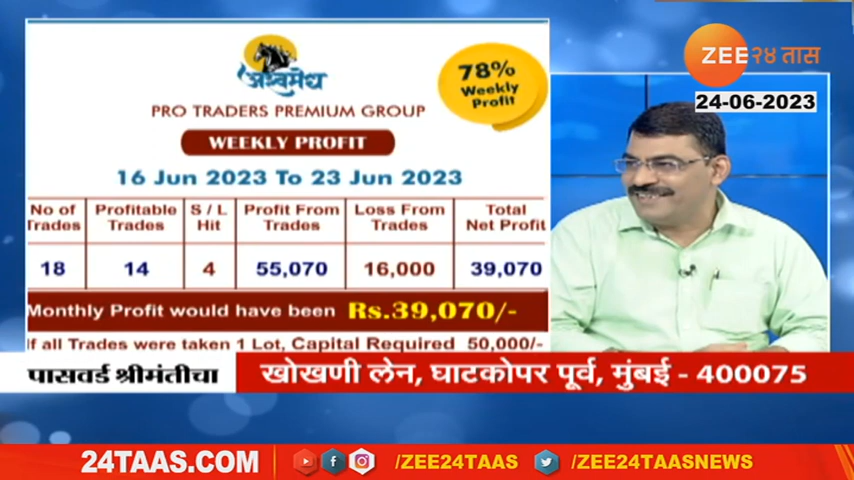 ZEE २४ तास
24-06-2023
अश्वमेध
78%
Weekly
Profit
PRO TRADERS PREMIUM GROUP
WEEKLY PROFIT
16 Jun 2023 To 23 Jun 2023
No of Trades Profitable Trades S / L Hit Profit From Trades Loss From Trades Total Net Profit
18 14 4 55,070 16,000 39,070
Monthly Profit would have been Rs.39,070/-
If all Trades were taken 1 Lot, Capital Required 50,000/-
पासवर्ड श्रीमंतीचा
खोखणी लेन, घाटकोपर पूर्व, मुंबई - 400075
24TAAS.COM /ZEE24TAAS /ZEE24TAASNEWS